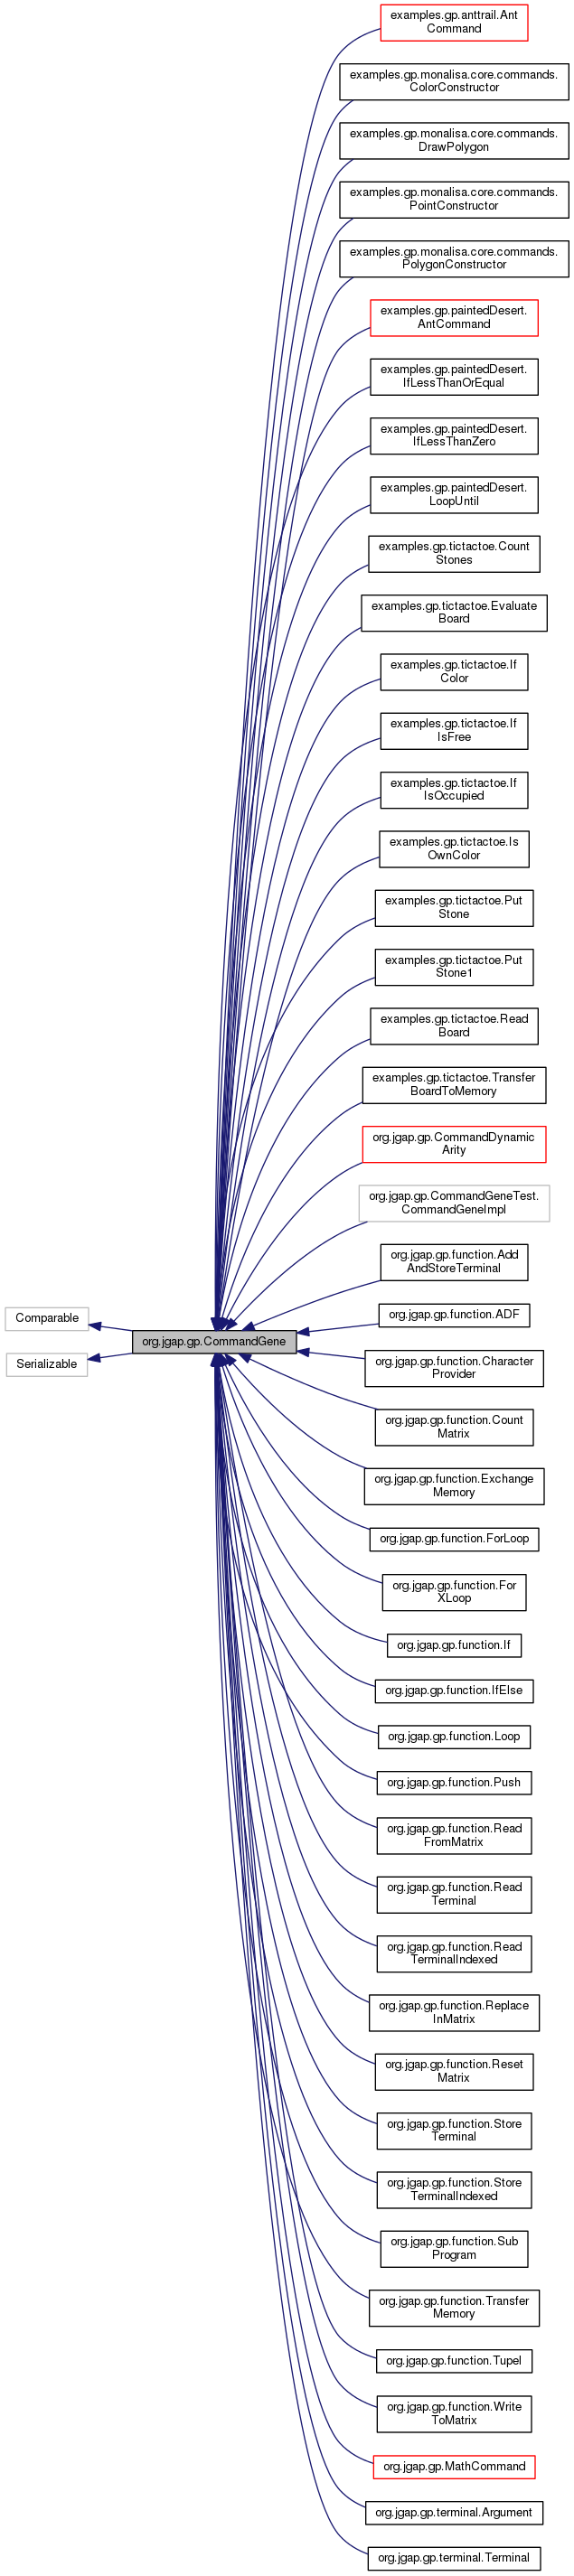 examples.gp.anttrail.Ant
Command
examples.gp.monalisa.core.commands.
ColorConstructor
examples.gp.monalisa.core.commands.
DrawPolygon
examples.gp.monalisa.core.commands.
PointConstructor
examples.gp.monalisa.core.commands.
PolygonConstructor
examples.gp.paintedDesert.
AntCommand
examples.gp.paintedDesert.
IfLessThanOrEqual
examples.gp.paintedDesert.
IfLessThanZero
examples.gp.paintedDesert.
LoopUntil
examples.gp.tictactoe.Count
Stones
examples.gp.tictactoe.Evaluate
Board
examples.gp.tictactoe.If
Color
examples.gp.tictactoe.If
IsFree
examples.gp.tictactoe.If
IsOccupied
examples.gp.tictactoe.Is
OwnColor
examples.gp.tictactoe.Put
Stone
examples.gp.tictactoe.Put
Stone1
examples.gp.tictactoe.Read
Board
examples.gp.tictactoe.Transfer
BoardToMemory
org.jgap.gp.CommandDynamic
Arity
org.jgap.gp.CommandGeneTest.
CommandGeneImpl
org.jgap.gp.function.Add
AndStoreTerminal
Comparable
Serializable
org.jgap.gp.CommandGene
org.jgap.gp.function.ADF
org.jgap.gp.function.Character
Provider
org.jgap.gp.function.Count
Matrix
org.jgap.gp.function.Exchange
Memory
org.jgap.gp.function.ForLoop
org.jgap.gp.function.For
XLoop
org.jgap.gp.function.If
org.jgap.gp.function.IfElse
org.jgap.gp.function.Loop
org.jgap.gp.function.Push
org.jgap.gp.function.Read
FromMatrix
org.jgap.gp.function.Read
Terminal
org.jgap.gp.function.Read
TerminalIndexed
org.jgap.gp.function.Replace
InMatrix
org.jgap.gp.function.Reset
Matrix
org.jgap.gp.function.Store
Terminal
org.jgap.gp.function.Store
TerminalIndexed
org.jgap.gp.function.Sub
Program
org.jgap.gp.function.Transfer
Memory
org.jgap.gp.function.Tupel
org.jgap.gp.function.Write
ToMatrix
org.jgap.gp.MathCommand
org.jgap.gp.terminal.Argument
org.jgap.gp.terminal.Terminal